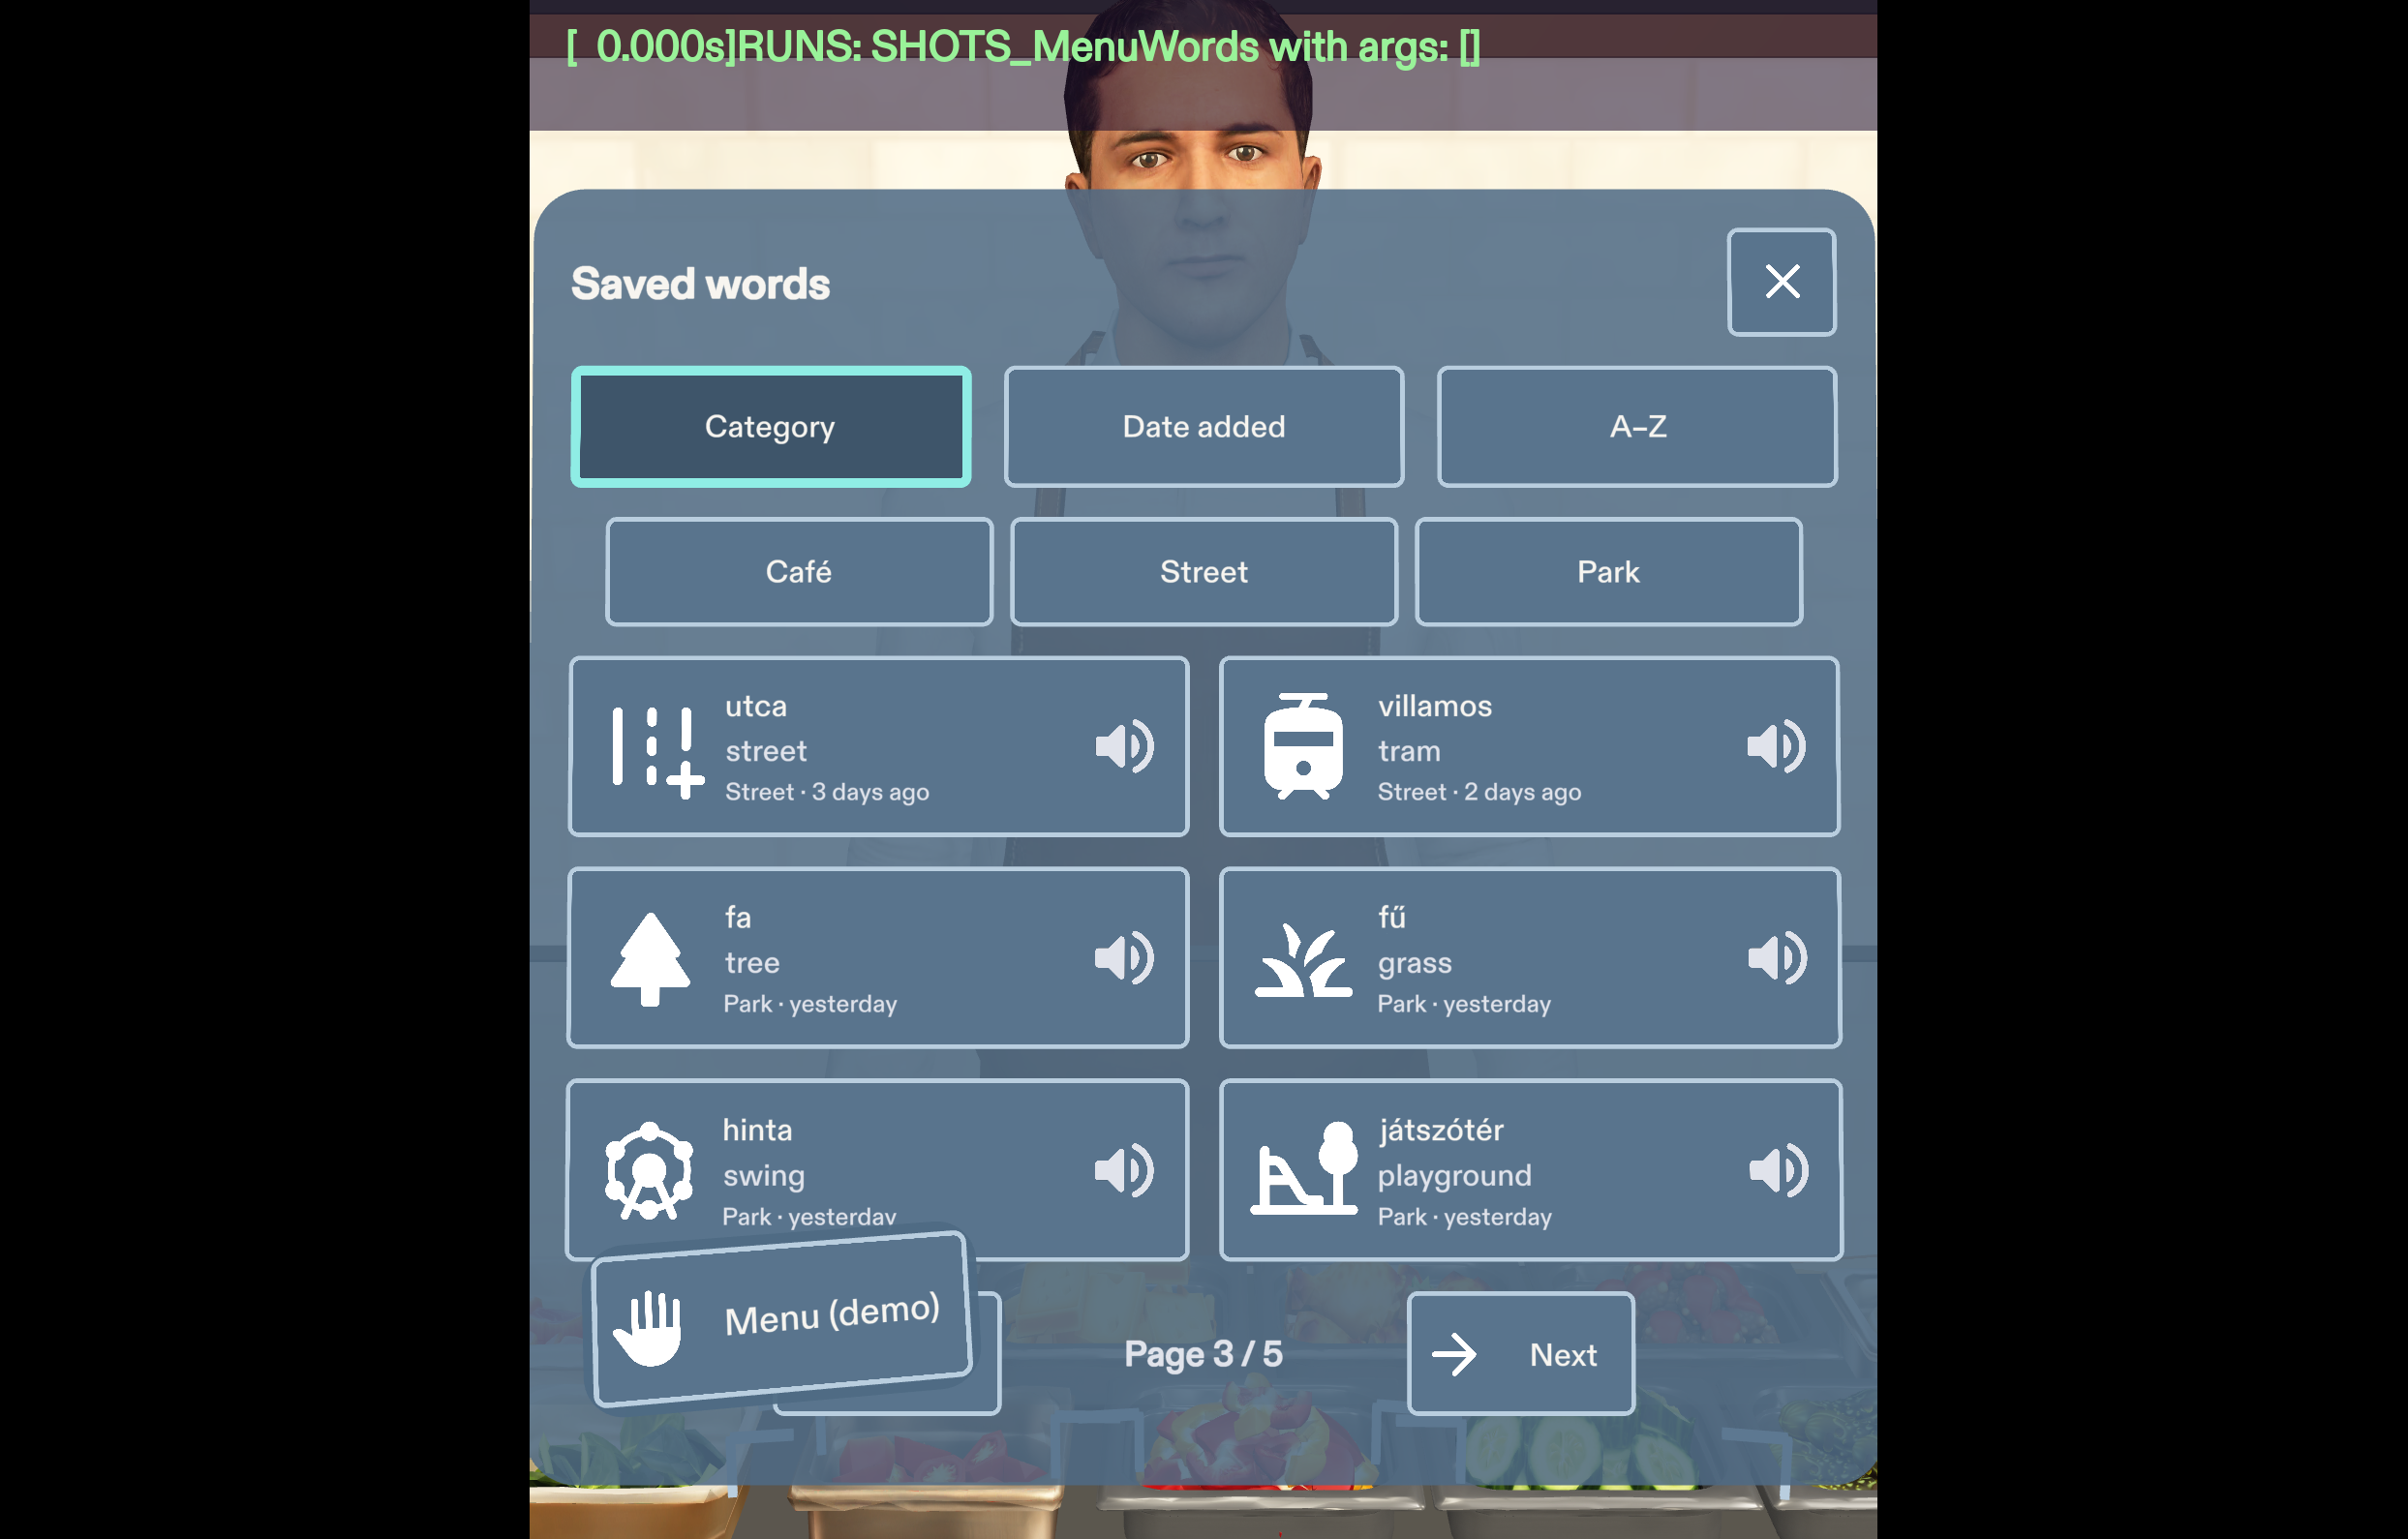 [  0.000s]RUNS: SHOTS_MenuWords with args: []
Saved words
Category
Date added
A–Z
Café
Street
Park
utca
street
Street · 3 days ago
villamos
tram
Street · 2 days ago
fa
tree
Park · yesterday
fű
grass
Park · yesterday
hinta
swing
Park · yesterday
játszótér
playground
Park · yesterday
Menu (demo)
Page 3 / 5
Next